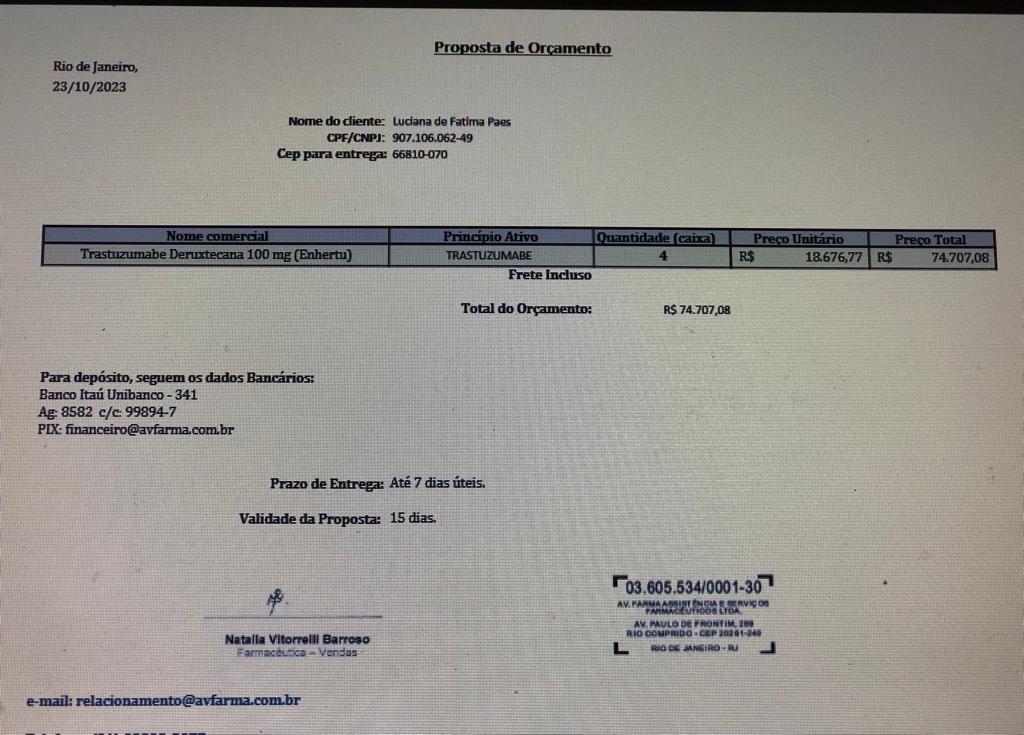 Proposta de Orçamento
Rio de Janeiro,
23/10/2023
Nome do cliente: Luciana de Fatima Paes
CPF/CNPJ: 907.106.062-49
Cep para entrega: 66810-070
Nome comercial Princípio Ativo Quantidade (caixa) Preço Unitário Preço Total
Trastuzumabe Deruxtecana 100 mg (Enhertu) TRASTUZUMABE 4 R$ 18.676,77 R$ 74.707,08
Frete Incluso
Total do Orçamento: R$ 74.707,08
Para depósito, seguem os dados Bancários:
Banco Itaú Unibanco - 341
Ag: 8582 c/c: 99894-7
PIX: financeiro@avfarma.com.br
Prazo de Entrega: Até 7 dias úteis.
Validade da Proposta: 15 dias.
Natalia Vitorrelli Barroso
Farmacêutica – Vendas
03.605.534/0001-30
AV. FARMA ASSISTÊNCIA E SERVIÇOS
FARMACÊUTICOS LTDA.
AV. PAULO DE FRONTIM, 289
RIO COMPRIDO - CEP 20261-240
RIO DE JANEIRO - RJ
e-mail: relacionamento@avfarma.com.br